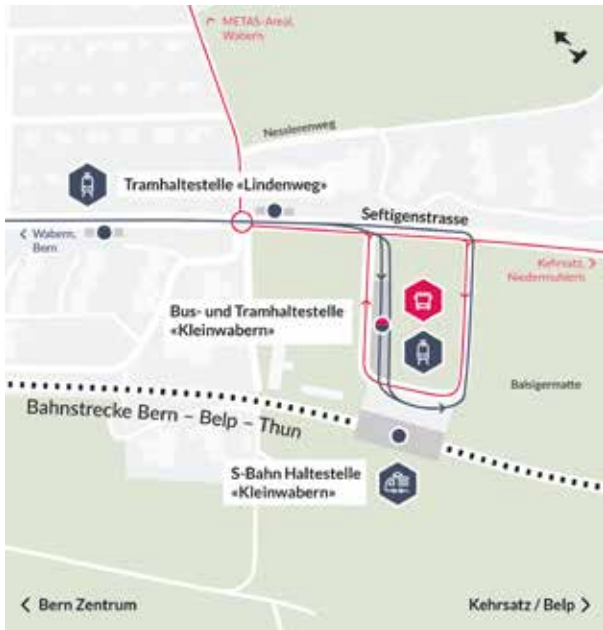 METAS-Areal,
Wabern
Nesslerenweg
Tramhaltestelle «Lindenweg»
Seftigenstrasse
< Wabern,
Bern
Kehrsatz, >
Niedermuhlern
Bus- und Tramhaltestelle
«Kleinwabern»
Balsigermatte
Bahnstrecke Bern – Belp – Thun
S-Bahn Haltestelle
«Kleinwabern»
< Bern Zentrum
Kehrsatz / Belp >